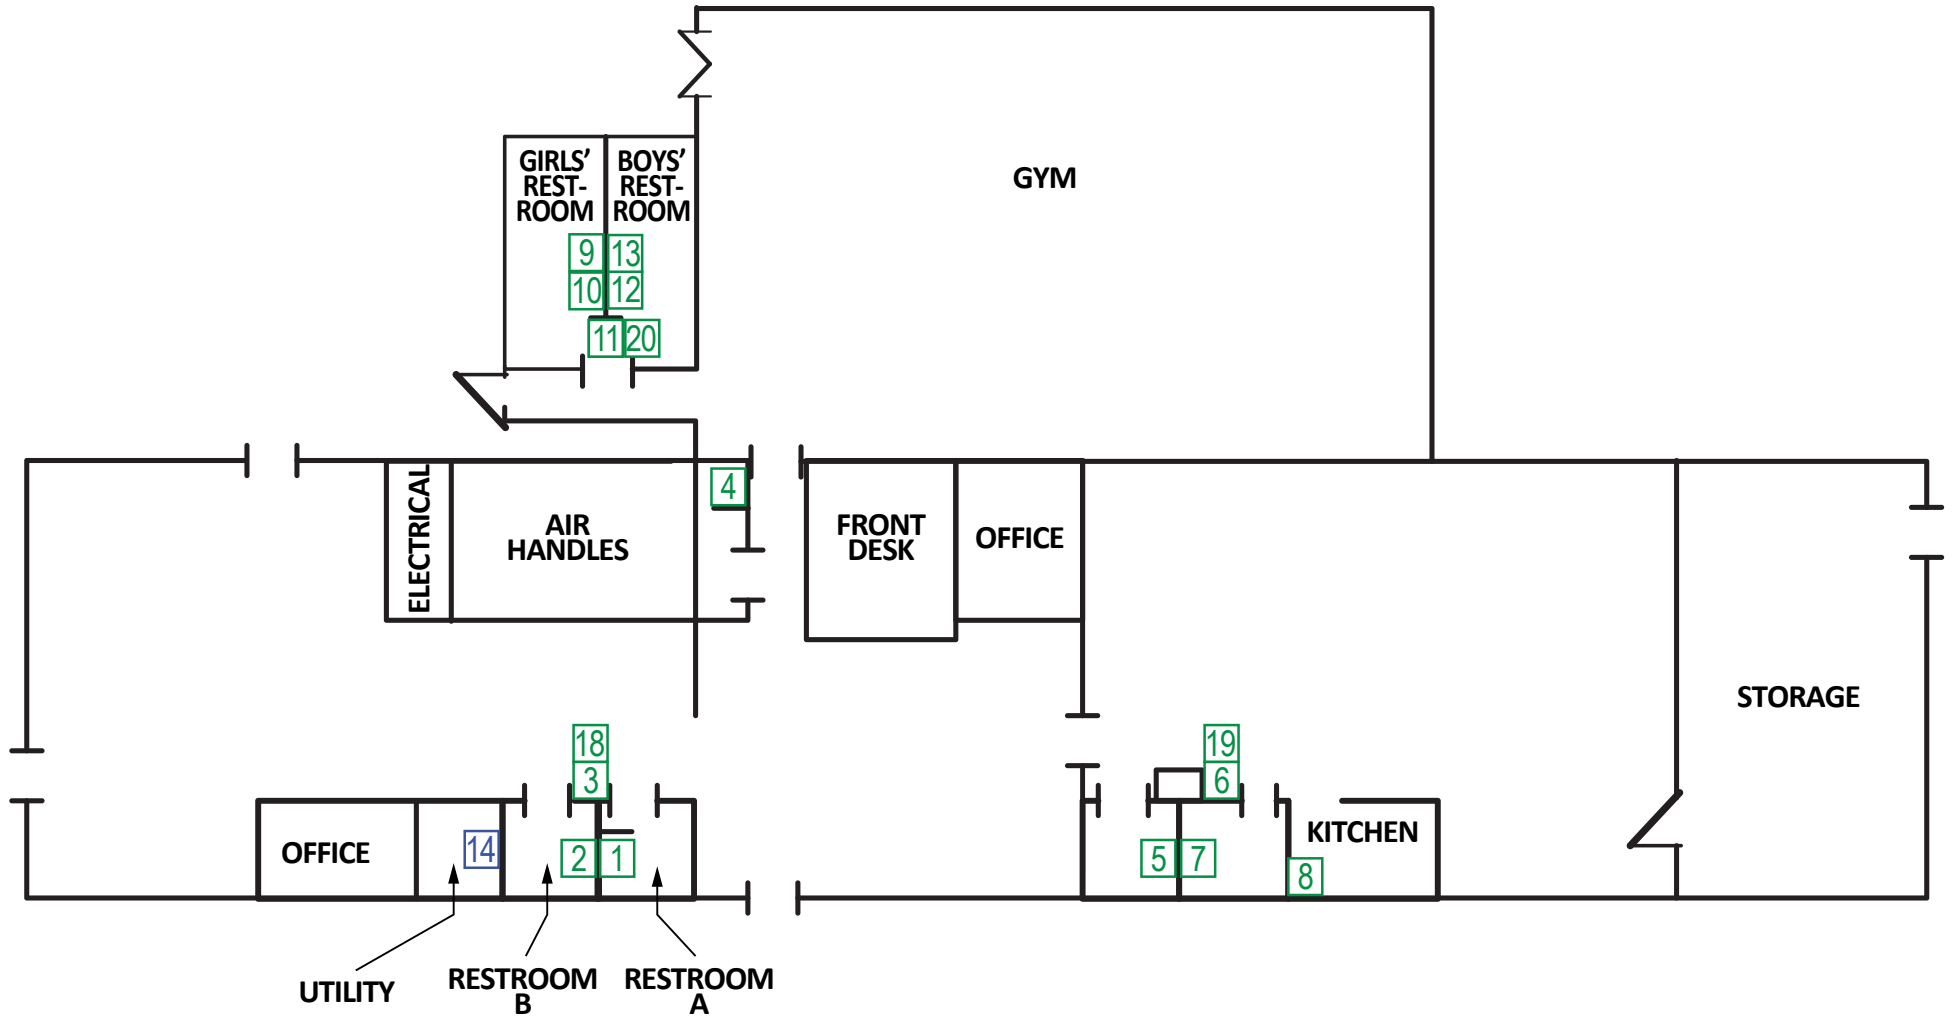 GYM
GIRLS'
REST-
ROOM
BOYS'
REST-
ROOM
9
13
10
12
11
20
4
ELECTRICAL
AIR
HANDLES
FRONT
DESK
OFFICE
STORAGE
18
3
19
6
OFFICE
14
2
1
5
7
KITCHEN
8
UTILITY
RESTROOM
B
RESTROOM
A